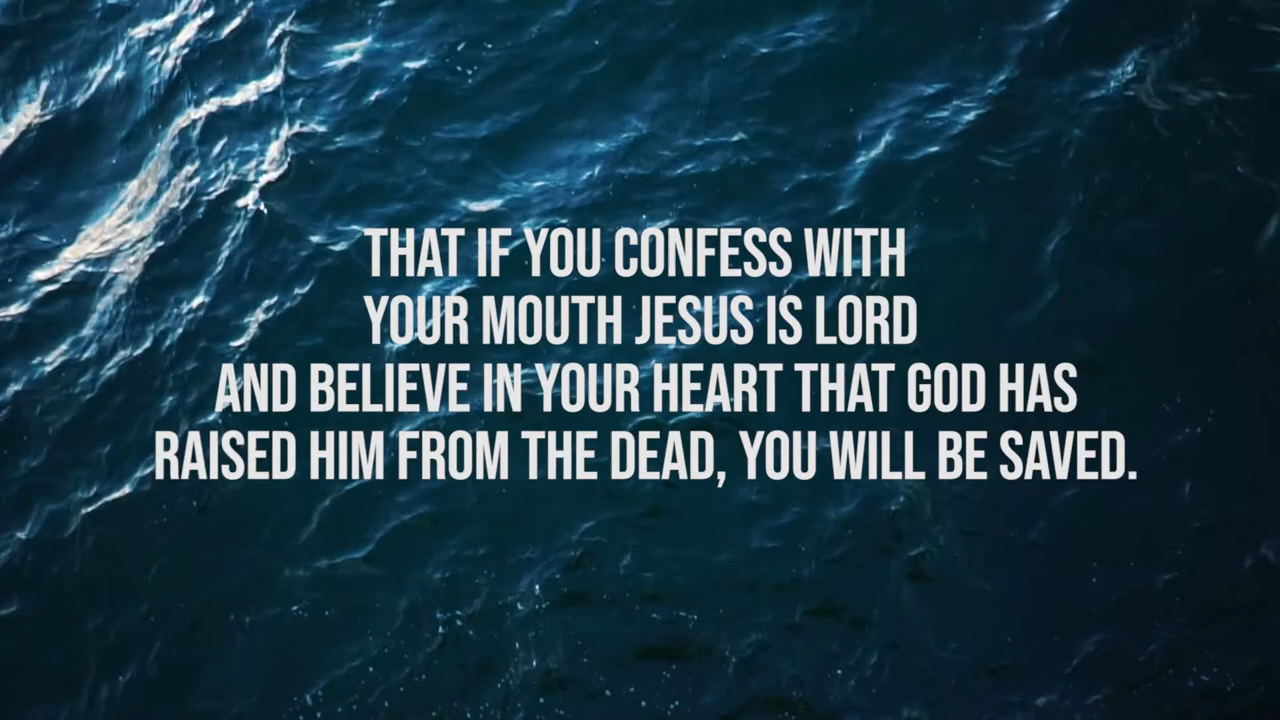 THAT IF YOU CONFESS WITH
YOUR MOUTH JESUS IS LORD
AND BELIEVE IN YOUR HEART THAT GOD HAS
RAISED HIM FROM THE DEAD, YOU WILL BE SAVED.